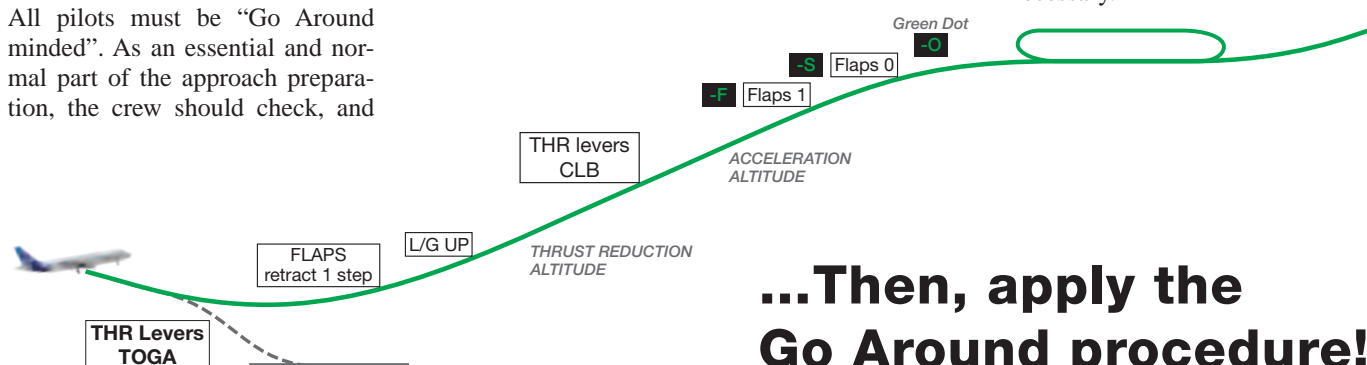 All pilots must be “Go Around
minded”. As an essential and nor-
mal part of the approach prepara-
tion, the crew should check, and
Green Dot
-O
-S Flaps 0
-F Flaps 1
THR levers
CLB
ACCELERATION
ALTITUDE
L/G UP
THRUST REDUCTION
ALTITUDE
FLAPS
retract 1 step
THR Levers
TOGA
...Then, apply the
Go Around procedure!